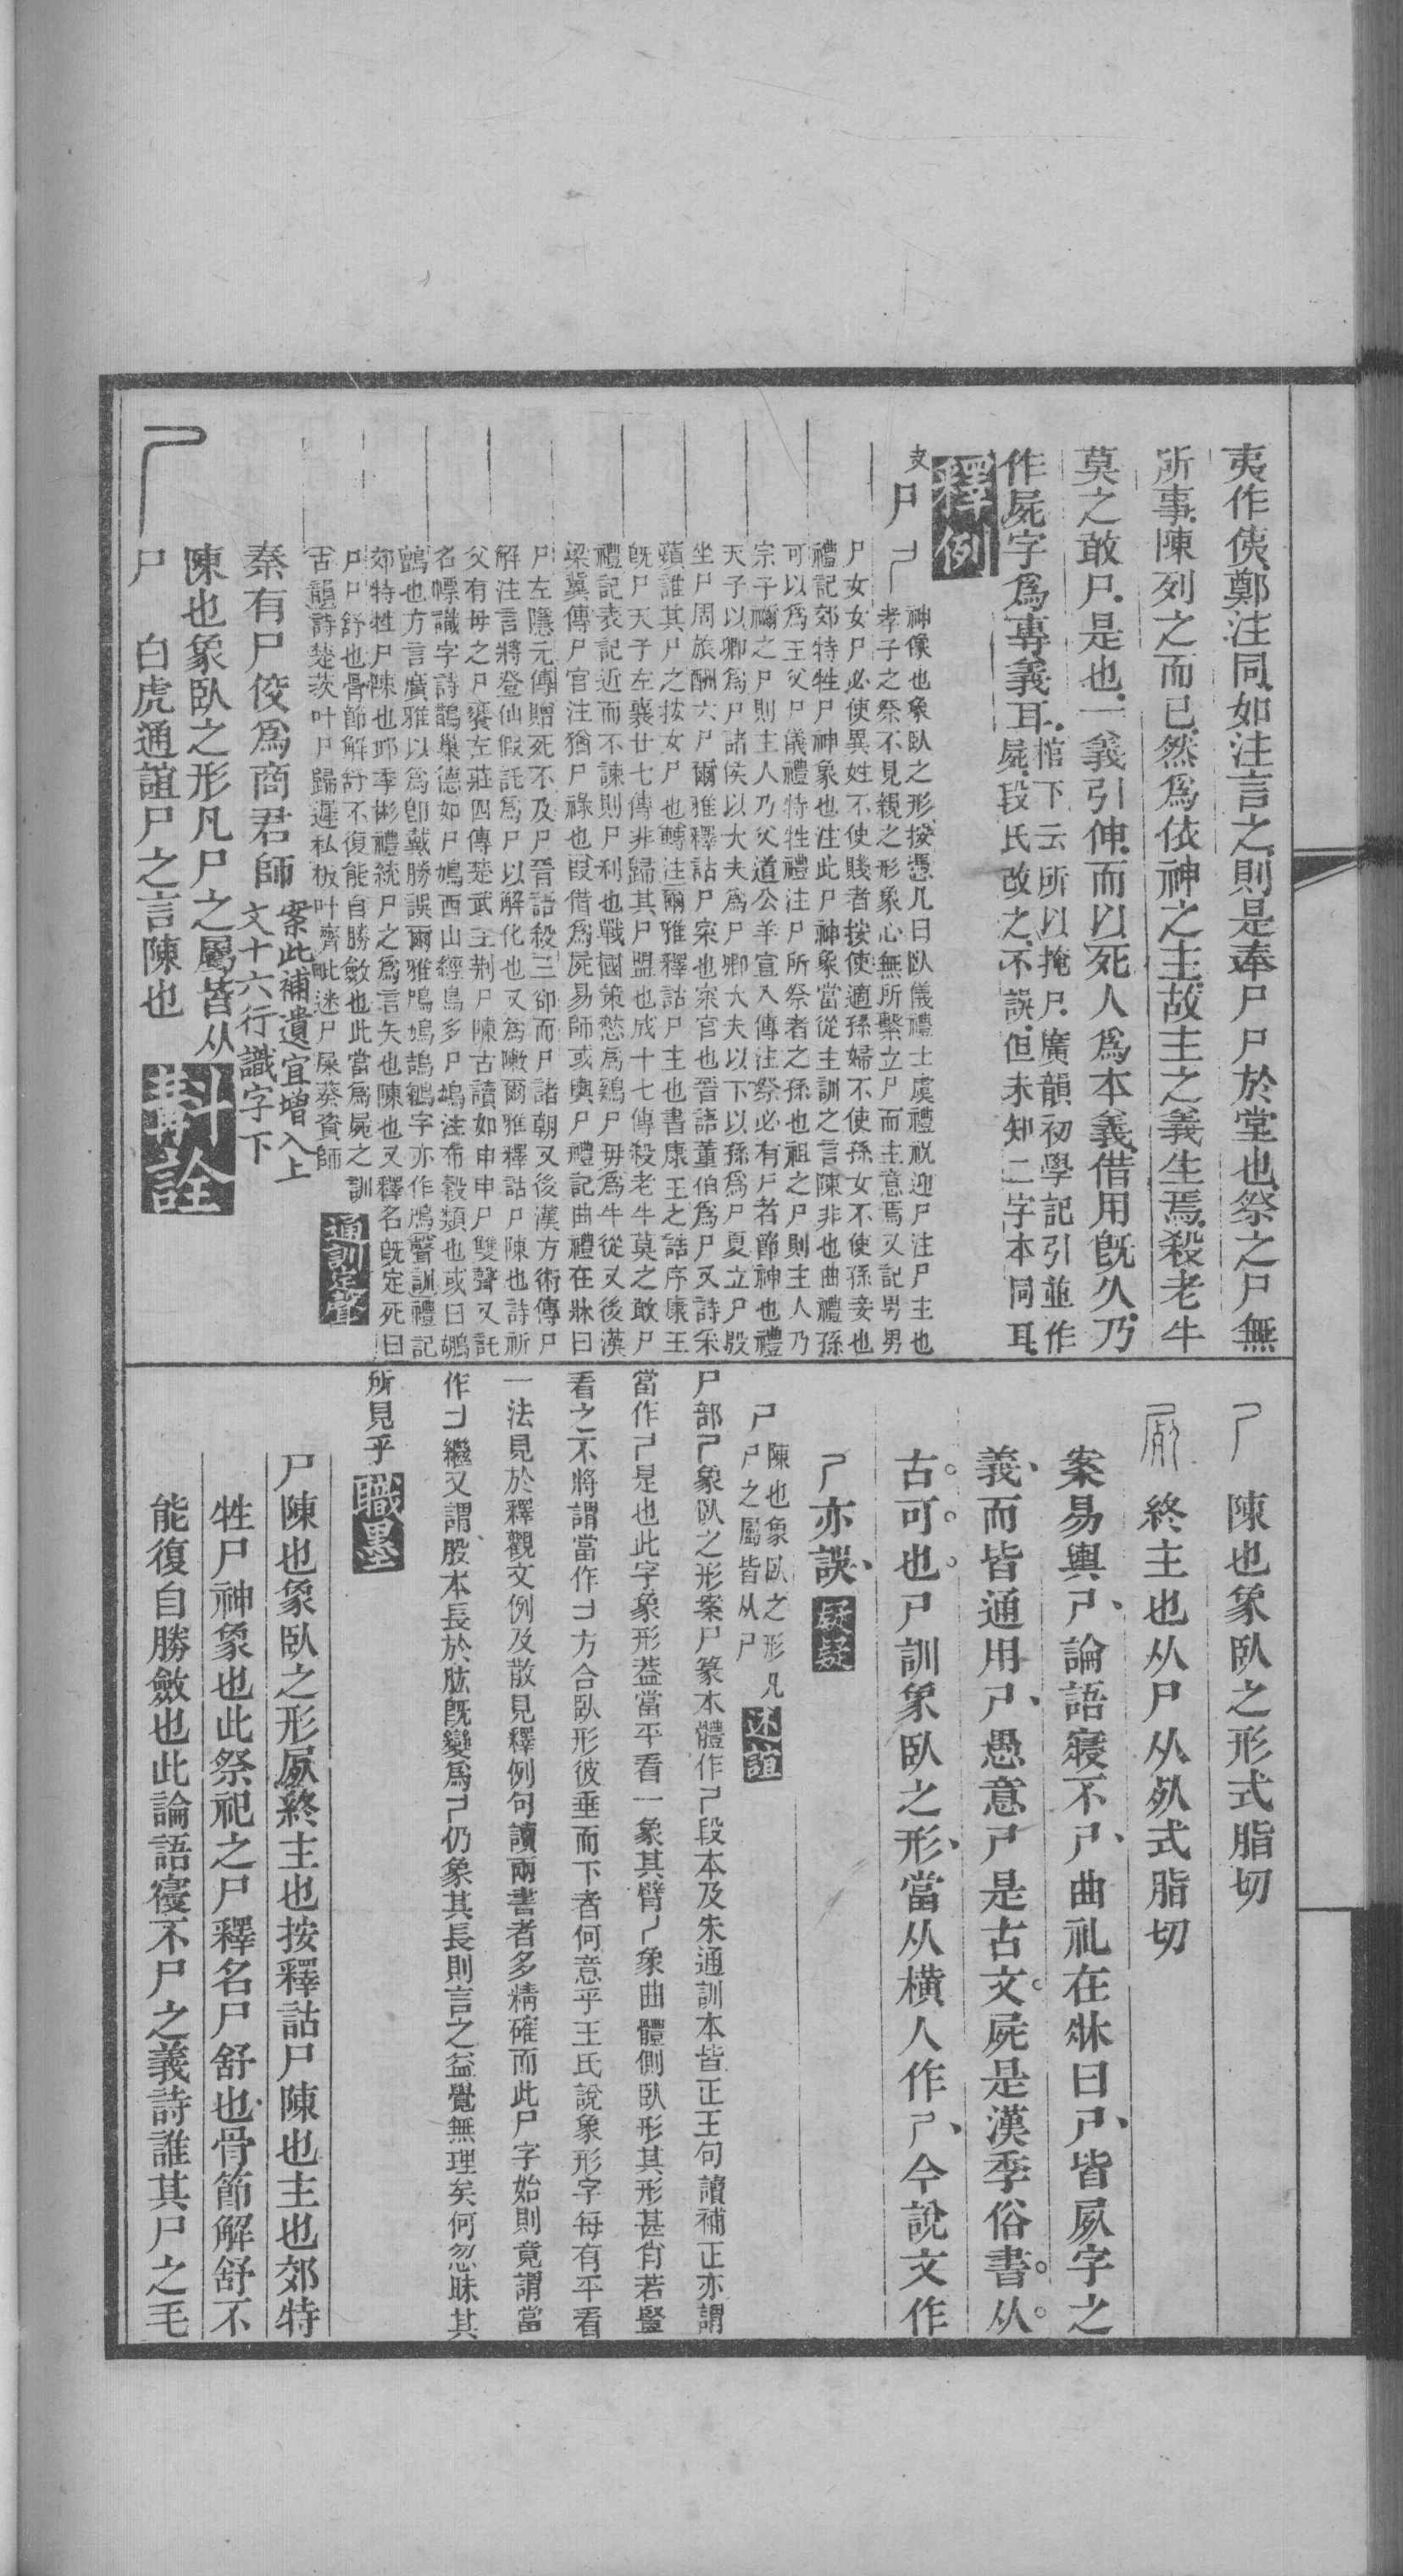 夷作侇鄭注同如注言之則是奉尸尸於堂也祭之尸無
所事陳列之而已然爲依神之主故主之義生焉殺老牛
莫之敢尸是也一義引伸而以死人爲本義借用旣久乃
作屍字爲專義耳棺下云所以掩尸廣韻初學記引並作
屍段氏改之不誤但未知二字本同耳
釋例
尸
神像也象臥之形按憑几曰臥儀禮士虞禮祝迎尸注尸主也
孝子之祭不見親之形象心無所繫立尸而主意焉又記男男
尸女女尸必使異姓不使賤者按使適孫婦不使孫女不使孫妾也
禮記郊特牲尸神象也注此尸神象當從主訓之言陳非也曲禮孫
可以爲王父尸儀禮特牲禮注尸所祭者之孫也祖之尸則主人乃
宗子禰之尸則主人乃父道公羊宣八傳注祭必有尸者節神也禮
天子以卿爲尸諸侯以大夫爲尸卿大夫以下以孫爲尸夏立尸殷
坐尸周旅酬六尸爾雅釋詁尸寀也寀官也晉語董伯爲尸又詩采
蘋誰其尸之按女尸也轉注爾雅釋詁尸主也書康王之誥序康王
旣尸天子左襄廿七傳非歸其尸盟也成十七傳殺老牛莫之敢尸
禮記表記近而不諫則尸利也戰國策愁爲鷄尸毋爲牛從又後漢
梁冀傳尸官注猶尸祿也叚借爲屍易師或輿尸禮記曲禮在牀曰
尸左隱元傳贈死不及尸晉語殺三郤而尸諸朝又後漢方術傳尸
解注言將登仙假託爲尸以解化也又爲敶爾雅釋詁尸陳也詩祈
父有母之尸饔左莊四傳楚武王荆尸陳古讀如申申尸雙聲又託
名幖識字詩鵲巢德如尸鳩西山經鳥多尸鳩注布穀類也或曰鶻
鷒也方言廣雅以爲卽戴勝誤爾雅鳲鳩鴶鵴字亦作鳲聲訓禮記
郊特牲尸陳也邯季彬禮統尸之爲言矢也陳也又釋名旣定死曰
尸尸舒也骨節解舒不復能自勝斂也此當爲屍之訓
古韻詩楚茨叶尸歸遲私板叶懠毗迷尸屎葵資師
通訓定聲
秦有尸佼爲商君師
案此補遺宜增入上
文十六行識字下
陳也象臥之形凡尸之屬皆从
尸 白虎通誼尸之言陳也
斠詮
陳也象臥之形式脂切
終主也从尸从死式脂切
案易輿尸論語寢不尸曲礼在牀曰尸皆屍字之
義而皆通用尸愚意尸是古文屍是漢季俗書从
古可也尸訓象臥之形當从橫人作尸今說文作
尸亦誤
疑疑
尸
陳也象臥之形凡
尸之屬皆从尸
述誼
尸部尸象臥之形案尸篆本體作尸段本及朱通訓本皆正王句讀補正亦謂
當作尸是也此字象形葢當平看一象其臂丿象曲體側臥形其形甚肖若豎
看之不將謂當作コ方合臥形彼垂而下者何意乎王氏說象形字每有平看
一法見於釋觀文例及散見釋例句讀兩書者多精確而此尸字始則竟謂當
作コ繼又謂股本長於肱旣變爲尸仍象其長則言之益覺無理矣何忽昧其
所見乎
職墨
尸陳也象臥之形屍終主也按釋詁尸陳也主也郊特
牲尸神象也此祭祀之尸釋名尸舒也骨節解舒不
能復自勝斂也此論語寢不尸之義詩誰其尸之毛